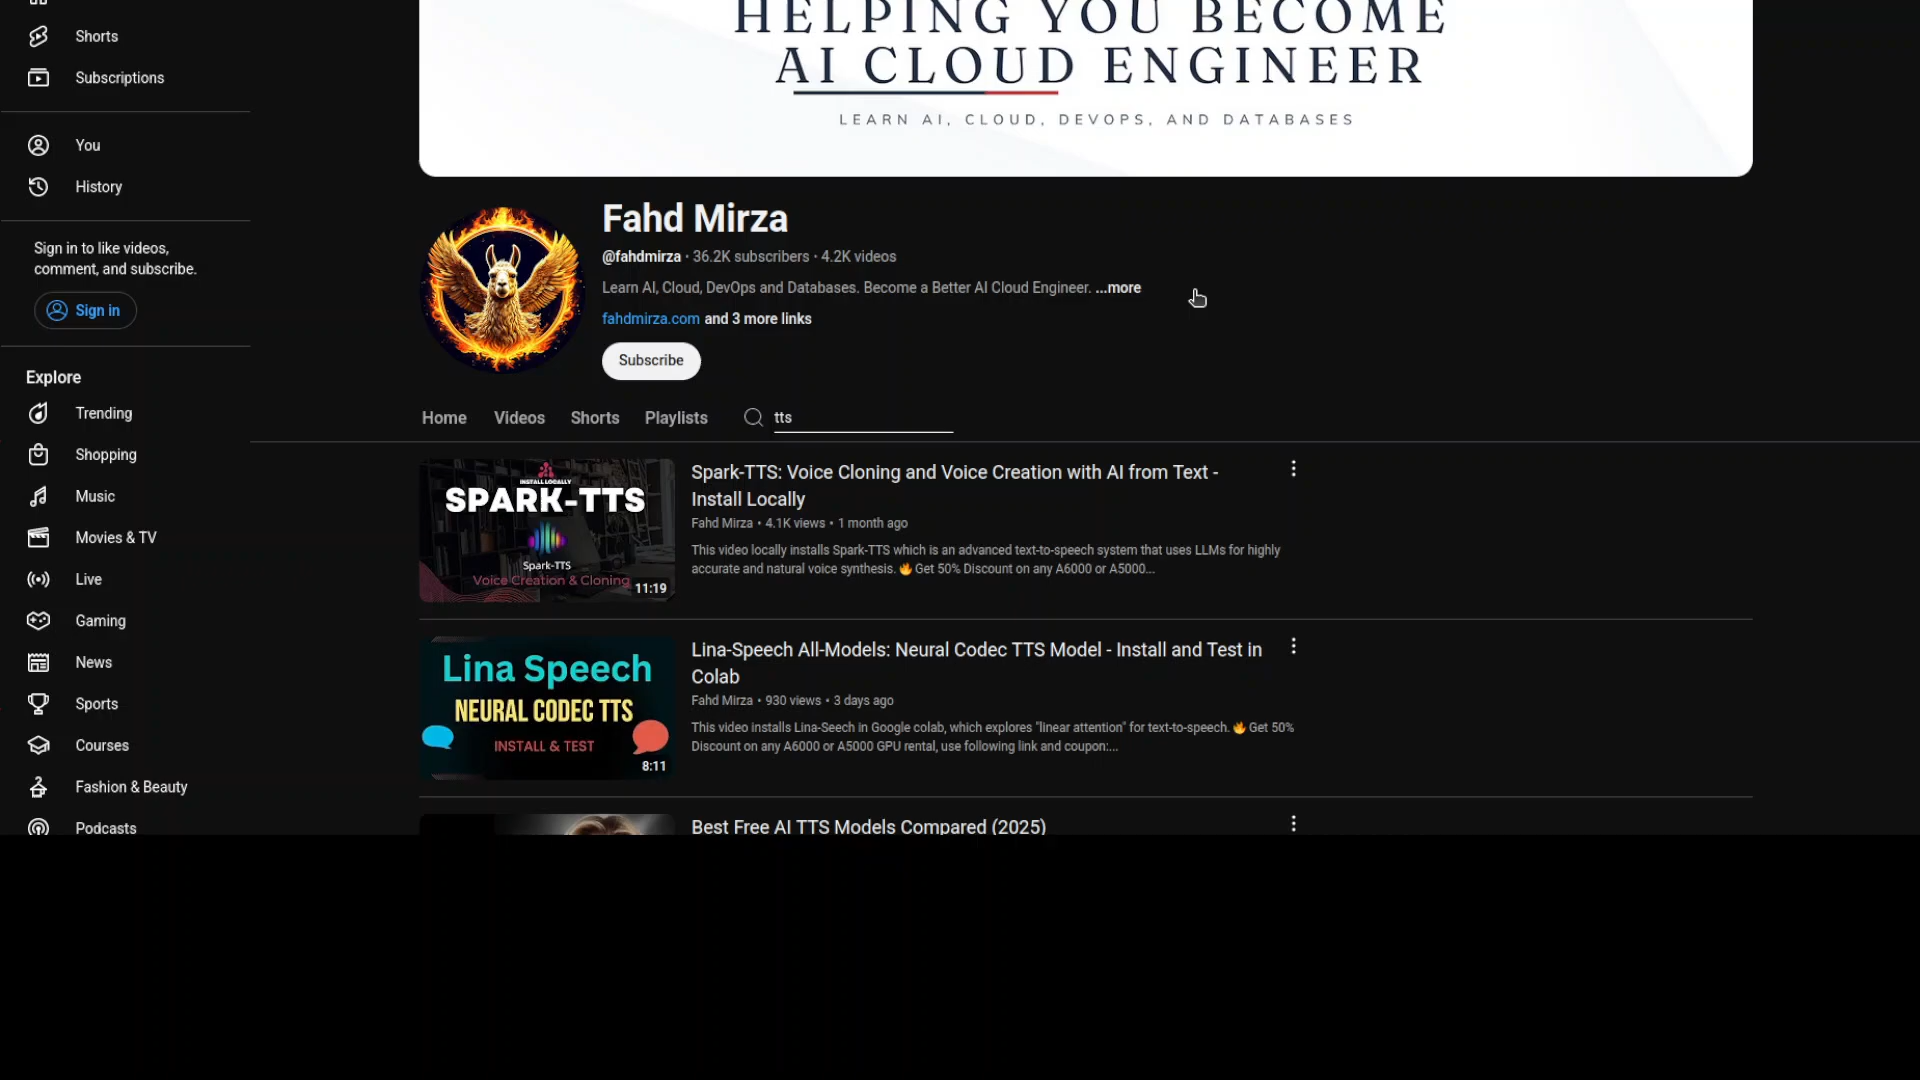 HELPING YOU BECOME
AI CLOUD ENGINEER
LEARN AI, CLOUD, DEVOPS, AND DATABASES
Shorts
Subscriptions
You
History
Sign in to like videos,
comment, and subscribe.
Sign in
Explore
Trending
Shopping
Music
Movies & TV
Live
Gaming
News
Sports
Courses
Fashion & Beauty
Podcasts
Fahd Mirza
@fahdmirza · 36.2K subscribers · 4.2K videos
Learn AI, Cloud, DevOps and Databases. Become a Better AI Cloud Engineer. ...more
fahdmirza.com and 3 more links
Subscribe
Home Videos Shorts Playlists tts
INSTALL LOCALLY
SPARK-TTS
Spark-TTS
Voice Creation & Cloning
11:19
Spark-TTS: Voice Cloning and Voice Creation with AI from Text -
Install Locally
Fahd Mirza • 4.1K views • 1 month ago
This video locally installs Spark-TTS which is an advanced text-to-speech system that uses LLMs for highly
accurate and natural voice synthesis. 🔥 Get 50% Discount on any A6000 or A5000...
Lina Speech
NEURAL CODEC TTS
INSTALL & TEST
8:11
Lina-Speech All-Models: Neural Codec TTS Model - Install and Test in
Colab
Fahd Mirza • 930 views • 3 days ago
This video installs Lina-Seech in Google colab, which explores "linear attention" for text-to-speech. 🔥 Get 50%
Discount on any A6000 or A5000 GPU rental, use following link and coupon:...
Best Free AI TTS Models Compared (2025)